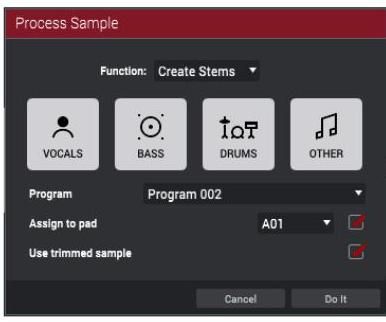 Process Sample
Function: Create Stems
VOCALS BASS DRUMS OTHER
Program Program 002
Assign to pad A01
Use trimmed sample
Cancel Do It